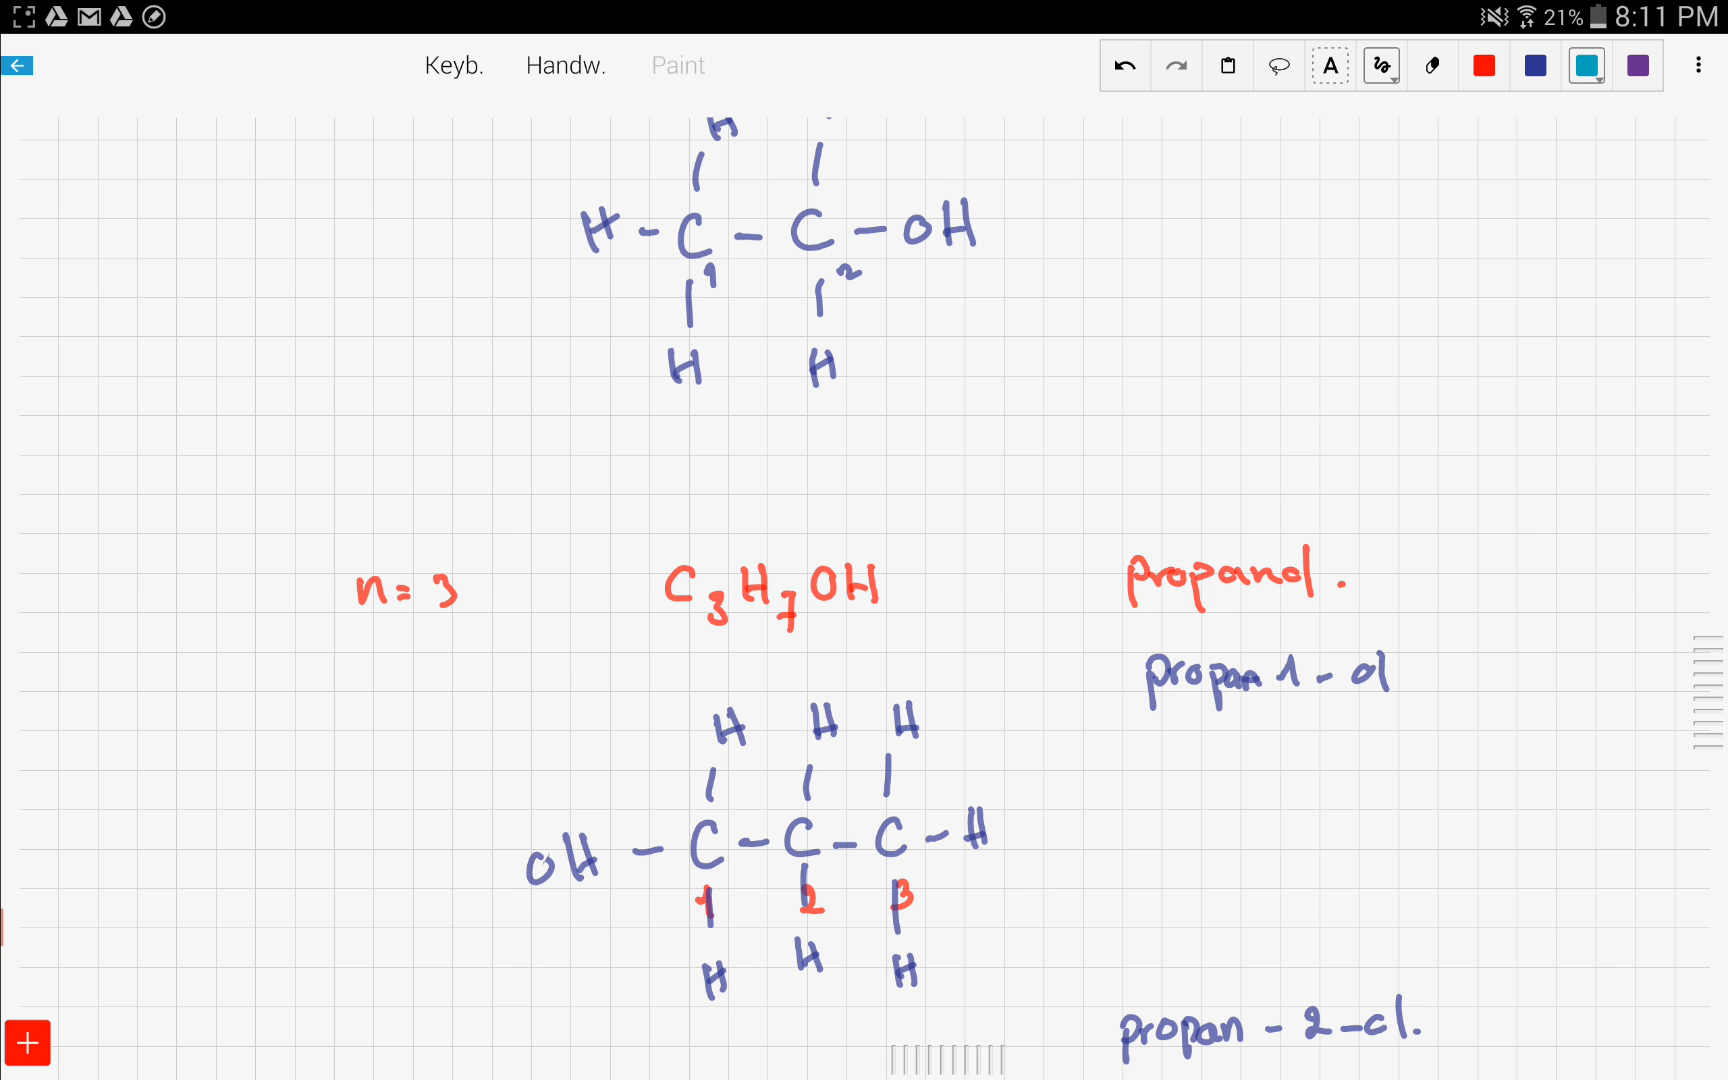 21% 8:11 PM
Keyb. Handw. Paint A
H
H - C - C - OH
1 2
H H
n = 3 C3H7OH propanol.
propan 1 - ol
H H H
OH - C - C - C - H
1 2 3
H H H
propan - 2 - ol.